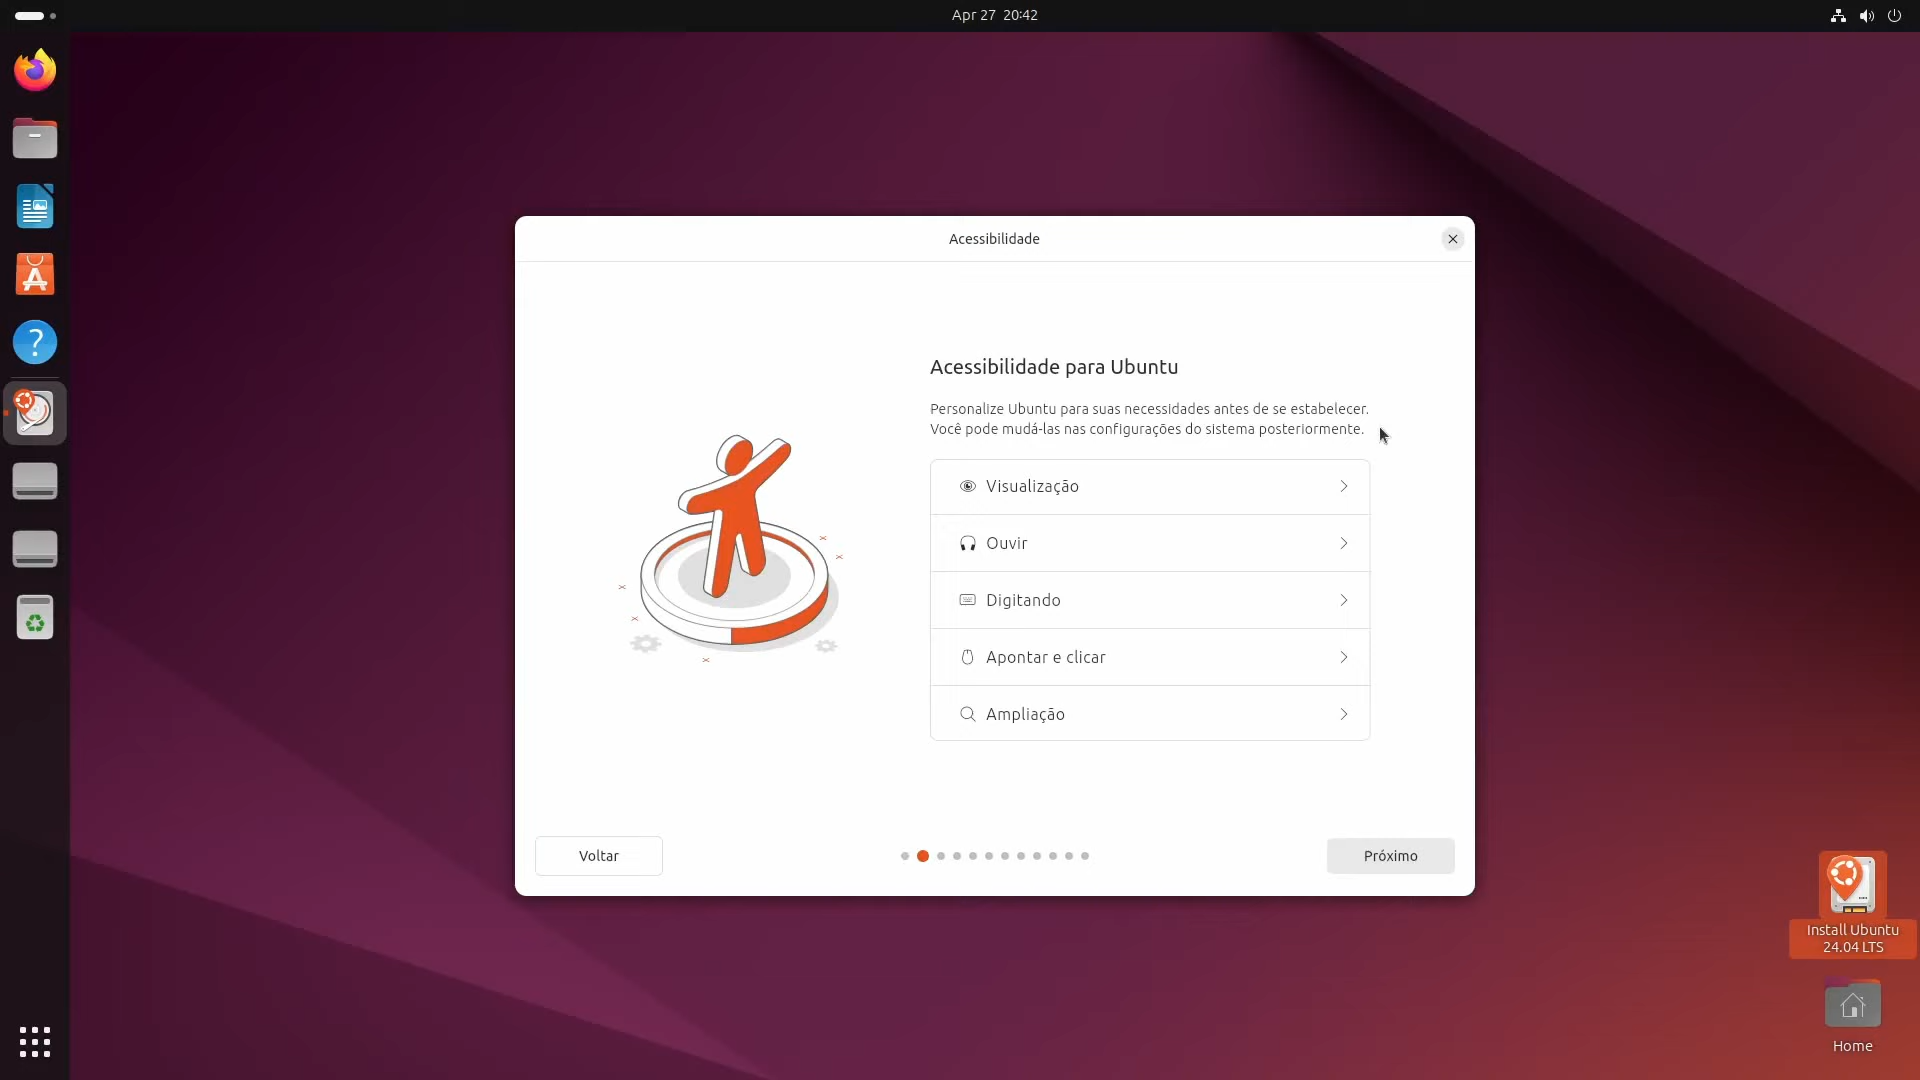 Apr 27 20:42
Acessibilidade
Acessibilidade para Ubuntu
Personalize Ubuntu para suas necessidades antes de se estabelecer.
Você pode mudá-las nas configurações do sistema posteriormente.
Visualização
Ouvir
Digitando
Apontar e clicar
Ampliação
Voltar
Próximo
Install Ubuntu
24.04 LTS
Home